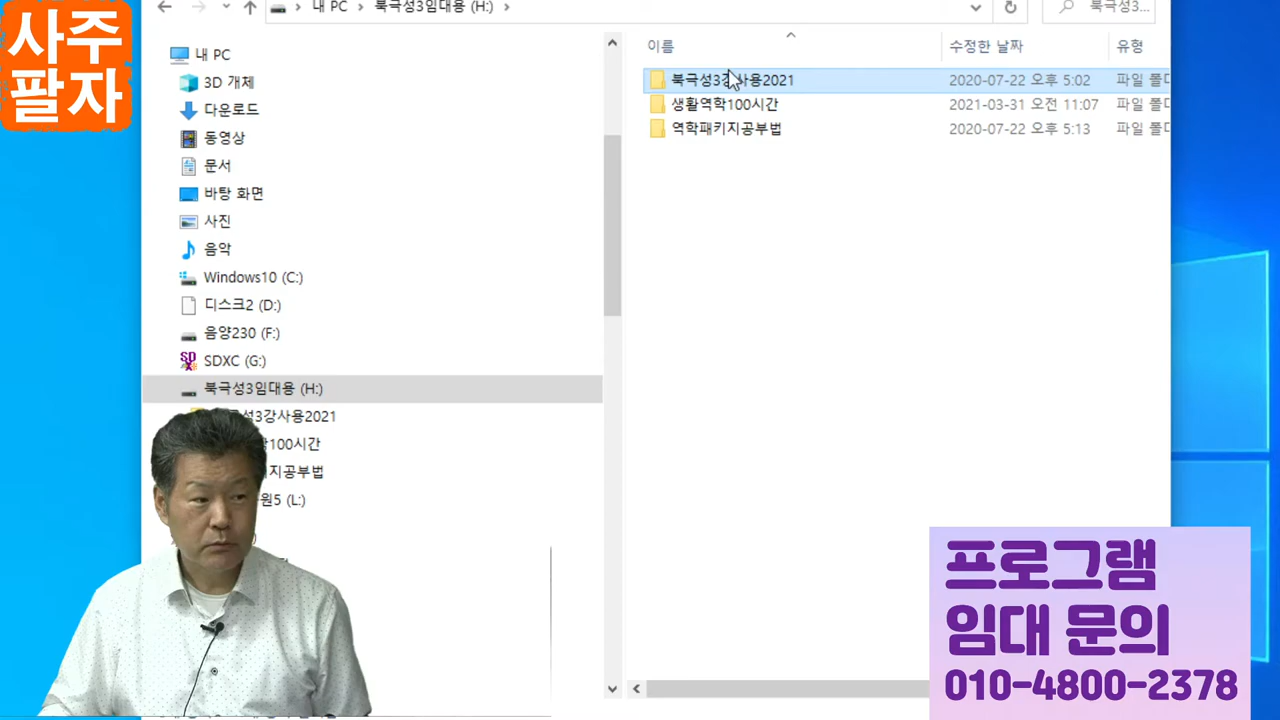 사주
팔자
내 PC
북극성3임대용 (H:)
북극성3...
내 PC
3D 개체
다운로드
동영상
문서
바탕 화면
사진
음악
Windows10 (C:)
디스크2 (D:)
음양230 (F:)
SDXC (G:)
북극성3임대용 (H:)
성3강사용2021
100시간
지공부법
원5 (L:)
이름
수정한 날짜
유형
북극성3강사용2021
2020-07-22 오후 5:02
파일 폴더
생활역학100시간
2021-03-31 오전 11:07
파일 폴더
역학패키지공부법
2020-07-22 오후 5:13
파일 폴더
프로그램
임대 문의
010-4800-2378